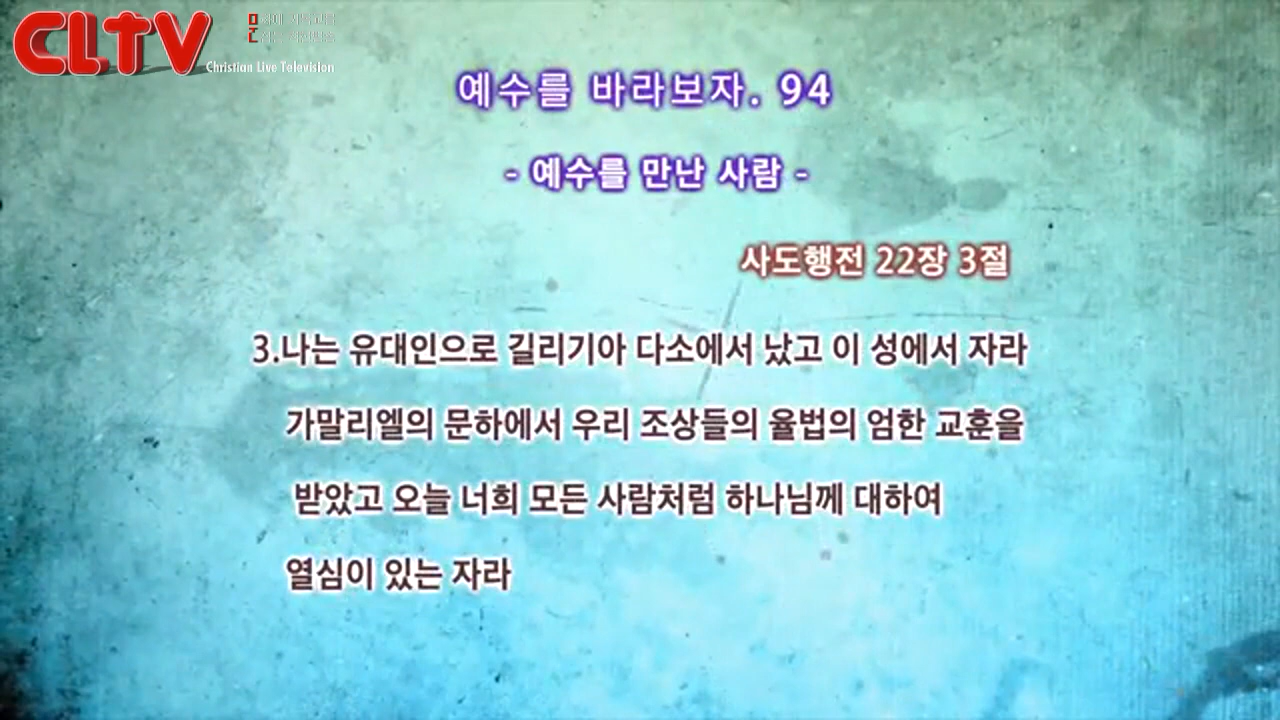 CLTV
Christian Live Television
예수를 바라보자. 94
- 예수를 만난 사람 -
사도행전 22장 3절
3.나는 유대인으로 길리기아 다소에서 났고 이 성에서 자라
가말리엘의 문하에서 우리 조상들의 율법의 엄한 교훈을
받았고 오늘 너희 모든 사람처럼 하나님께 대하여
열심이 있는 자라